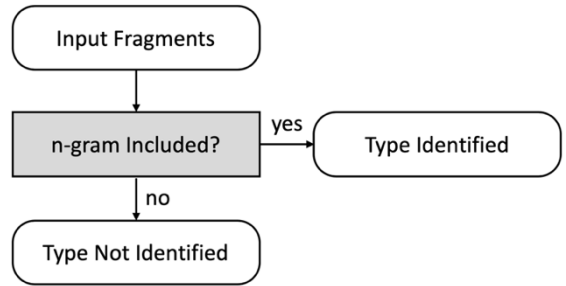 Input Fragments
n-gram Included?
yes
Type Identified
no
Type Not Identified